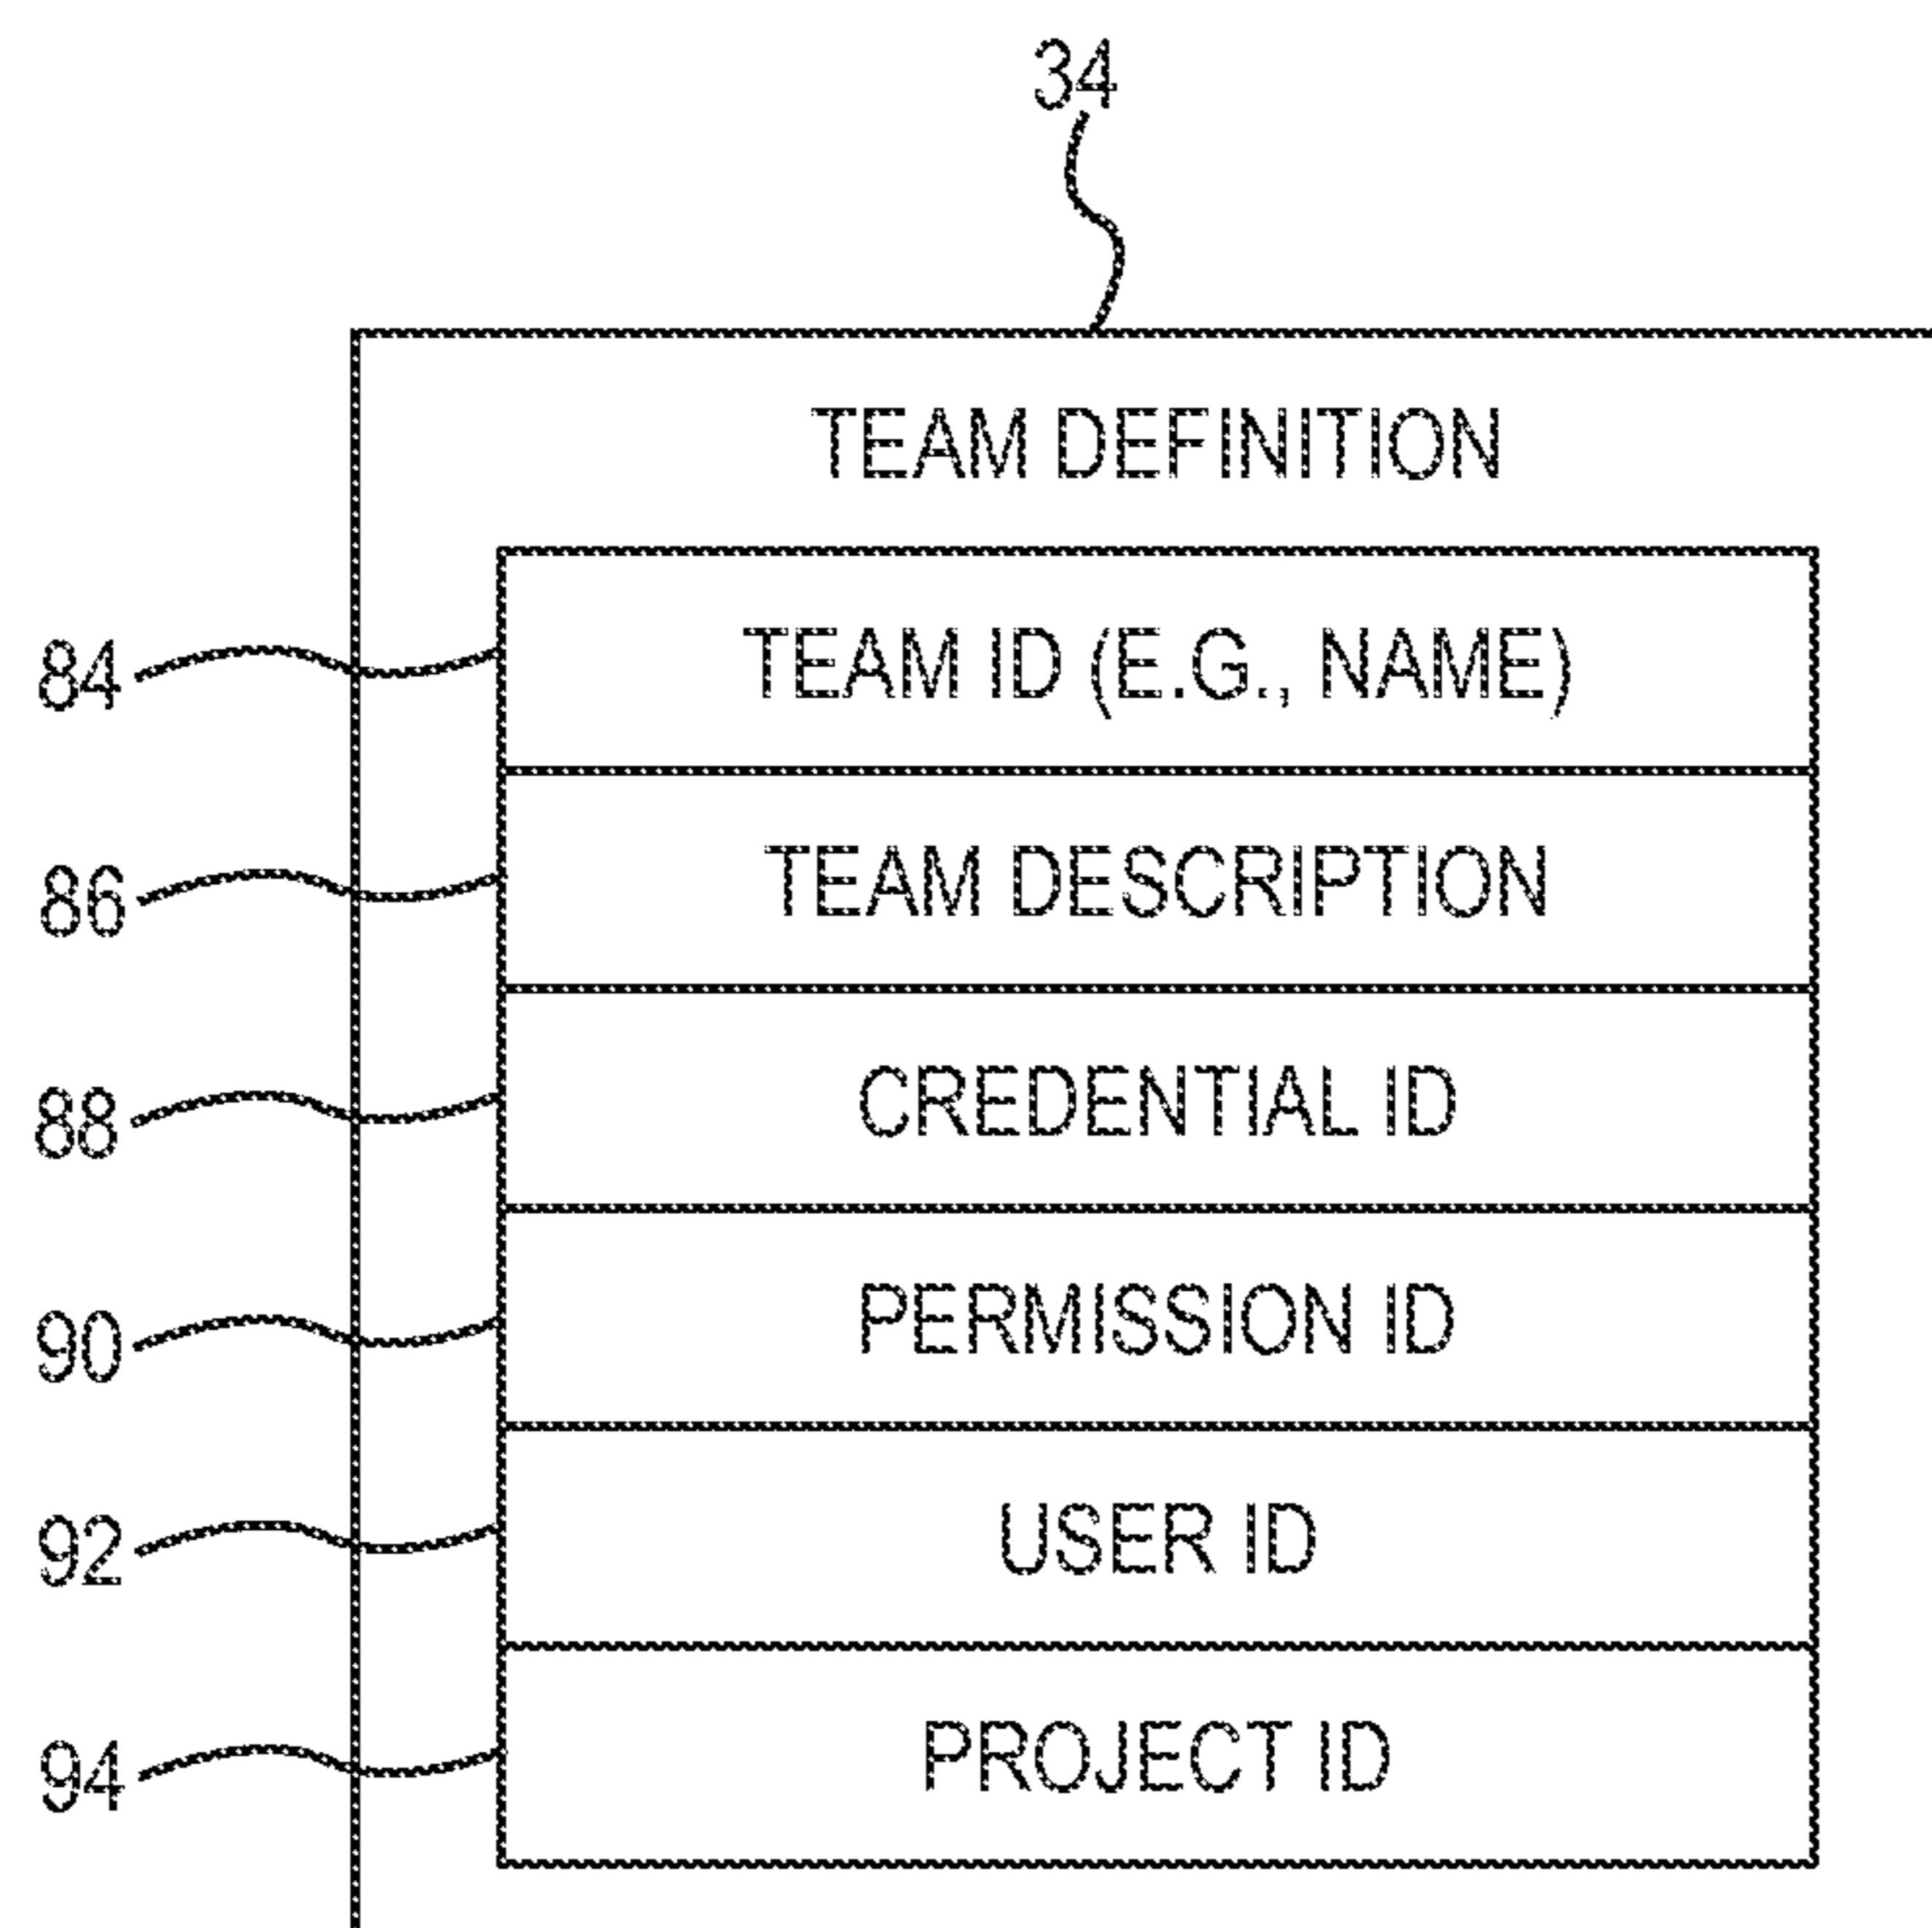 34
TEAM DEFINITION
84 TEAM ID (E.G., NAME)
86 TEAM DESCRIPTION
88 CREDENTIAL ID
90 PERMISSION ID
92 USER ID
94 PROJECT ID